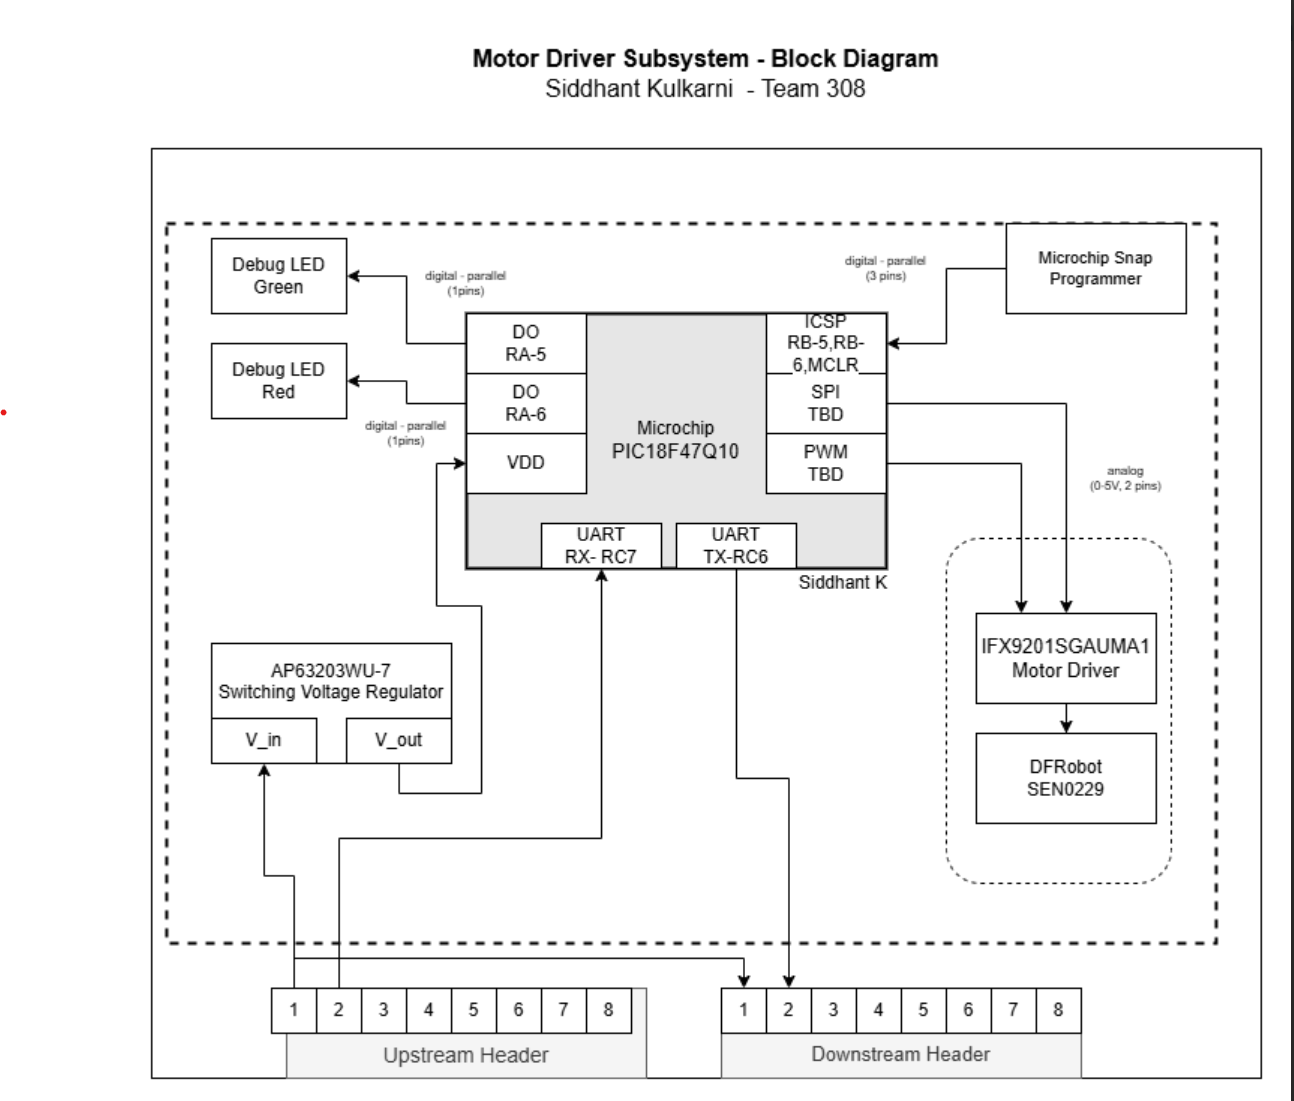 Motor Driver Subsystem - Block Diagram
Siddhant Kulkarni - Team 308
Debug LED
Green
digital - parallel
(1pins)
digital - parallel
(3 pins)
Microchip Snap
Programmer
Debug LED
Red
digital - parallel
(1pins)
DO
RA-5
DO
RA-6
VDD
Microchip
PIC18F47Q10
ICSP
RB-5,RB-
6,MCLR
SPI
TBD
PWM
TBD
analog
(0-5V, 2 pins)
UART
RX- RC7
UART
TX-RC6
Siddhant K
AP63203WU-7
Switching Voltage Regulator
V_in
V_out
IFX9201SGAUMA1
Motor Driver
DFRobot
SEN0229
1 2 3 4 5 6 7 8
Upstream Header
1 2 3 4 5 6 7 8
Downstream Header